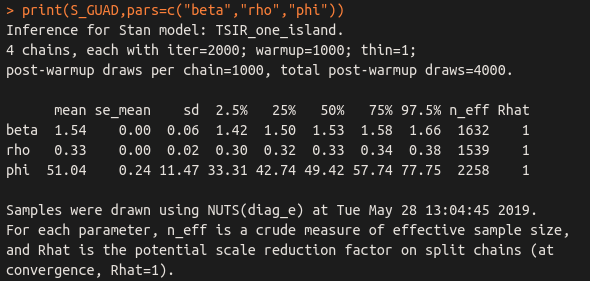 > print(S_GUAD,pars=c("beta","rho","phi"))
Inference for Stan model: TSIR_one_island.
4 chains, each with iter=2000; warmup=1000; thin=1;
post-warmup draws per chain=1000, total post-warmup draws=4000.
mean se_mean sd 2.5% 25% 50% 75% 97.5% n_eff Rhat
beta 1.54 0.00 0.06 1.42 1.50 1.53 1.58 1.66 1632 1
rho 0.33 0.00 0.02 0.30 0.32 0.33 0.34 0.38 1539 1
phi 51.04 0.24 11.47 33.31 42.74 49.42 57.74 77.75 2258 1
Samples were drawn using NUTS(diag_e) at Tue May 28 13:04:45 2019.
For each parameter, n_eff is a crude measure of effective sample size,
and Rhat is the potential scale reduction factor on split chains (at
convergence, Rhat=1).